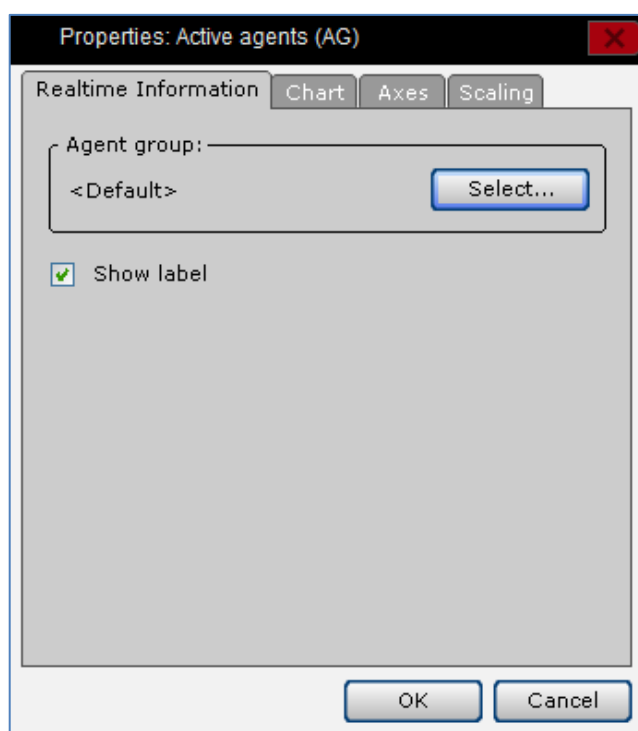 Properties: Active agents (AG)
Realtime Information Chart Axes Scaling
Agent group:
<Default> Select...
Show label
OK Cancel